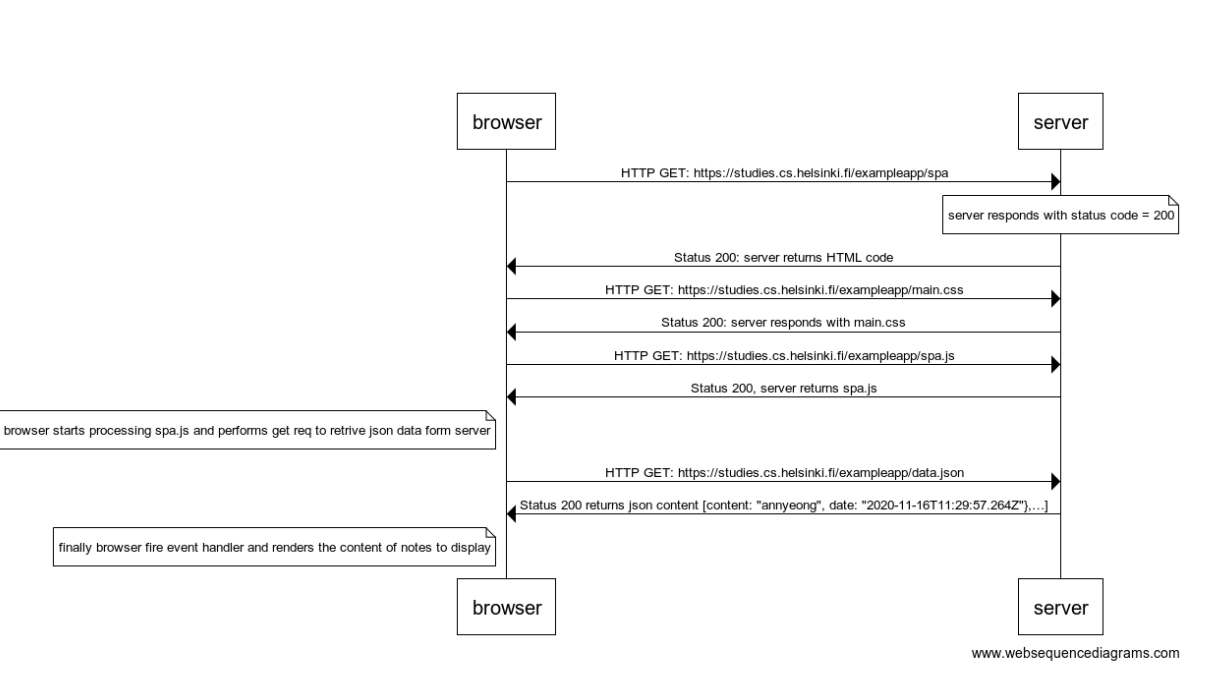 browser
server
HTTP GET: https://studies.cs.helsinki.fi/exampleapp/spa
server responds with status code = 200
Status 200: server returns HTML code
HTTP GET: https://studies.cs.helsinki.fi/exampleapp/main.css
Status 200: server responds with main.css
HTTP GET: https://studies.cs.helsinki.fi/exampleapp/spa.js
Status 200, server returns spa.js
browser starts processing spa.js and performs get req to retrive json data form server
HTTP GET: https://studies.cs.helsinki.fi/exampleapp/data.json
Status 200 returns json content [content: "annyeong", date: "2020-11-16T11:29:57.264Z"},…]
finally browser fire event handler and renders the content of notes to display
browser
server
www.websequencediagrams.com